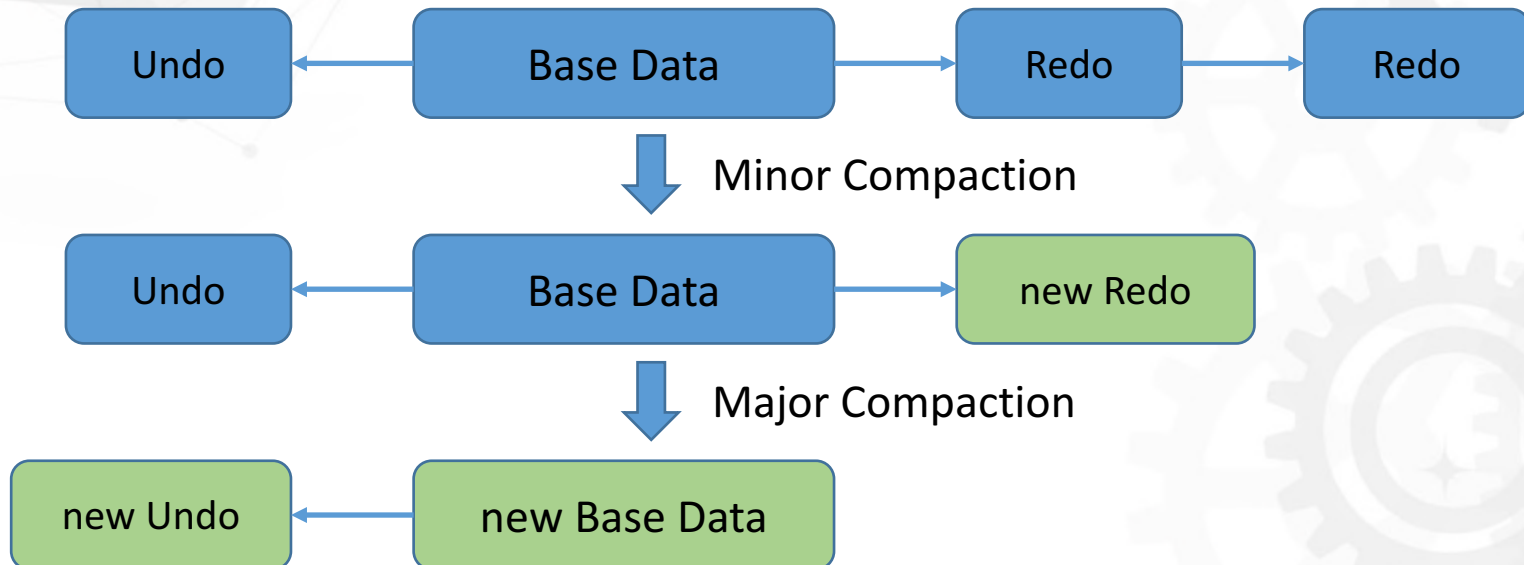 Undo
Base Data
Redo
Redo
Minor Compaction
Undo
Base Data
new Redo
Major Compaction
new Undo
new Base Data